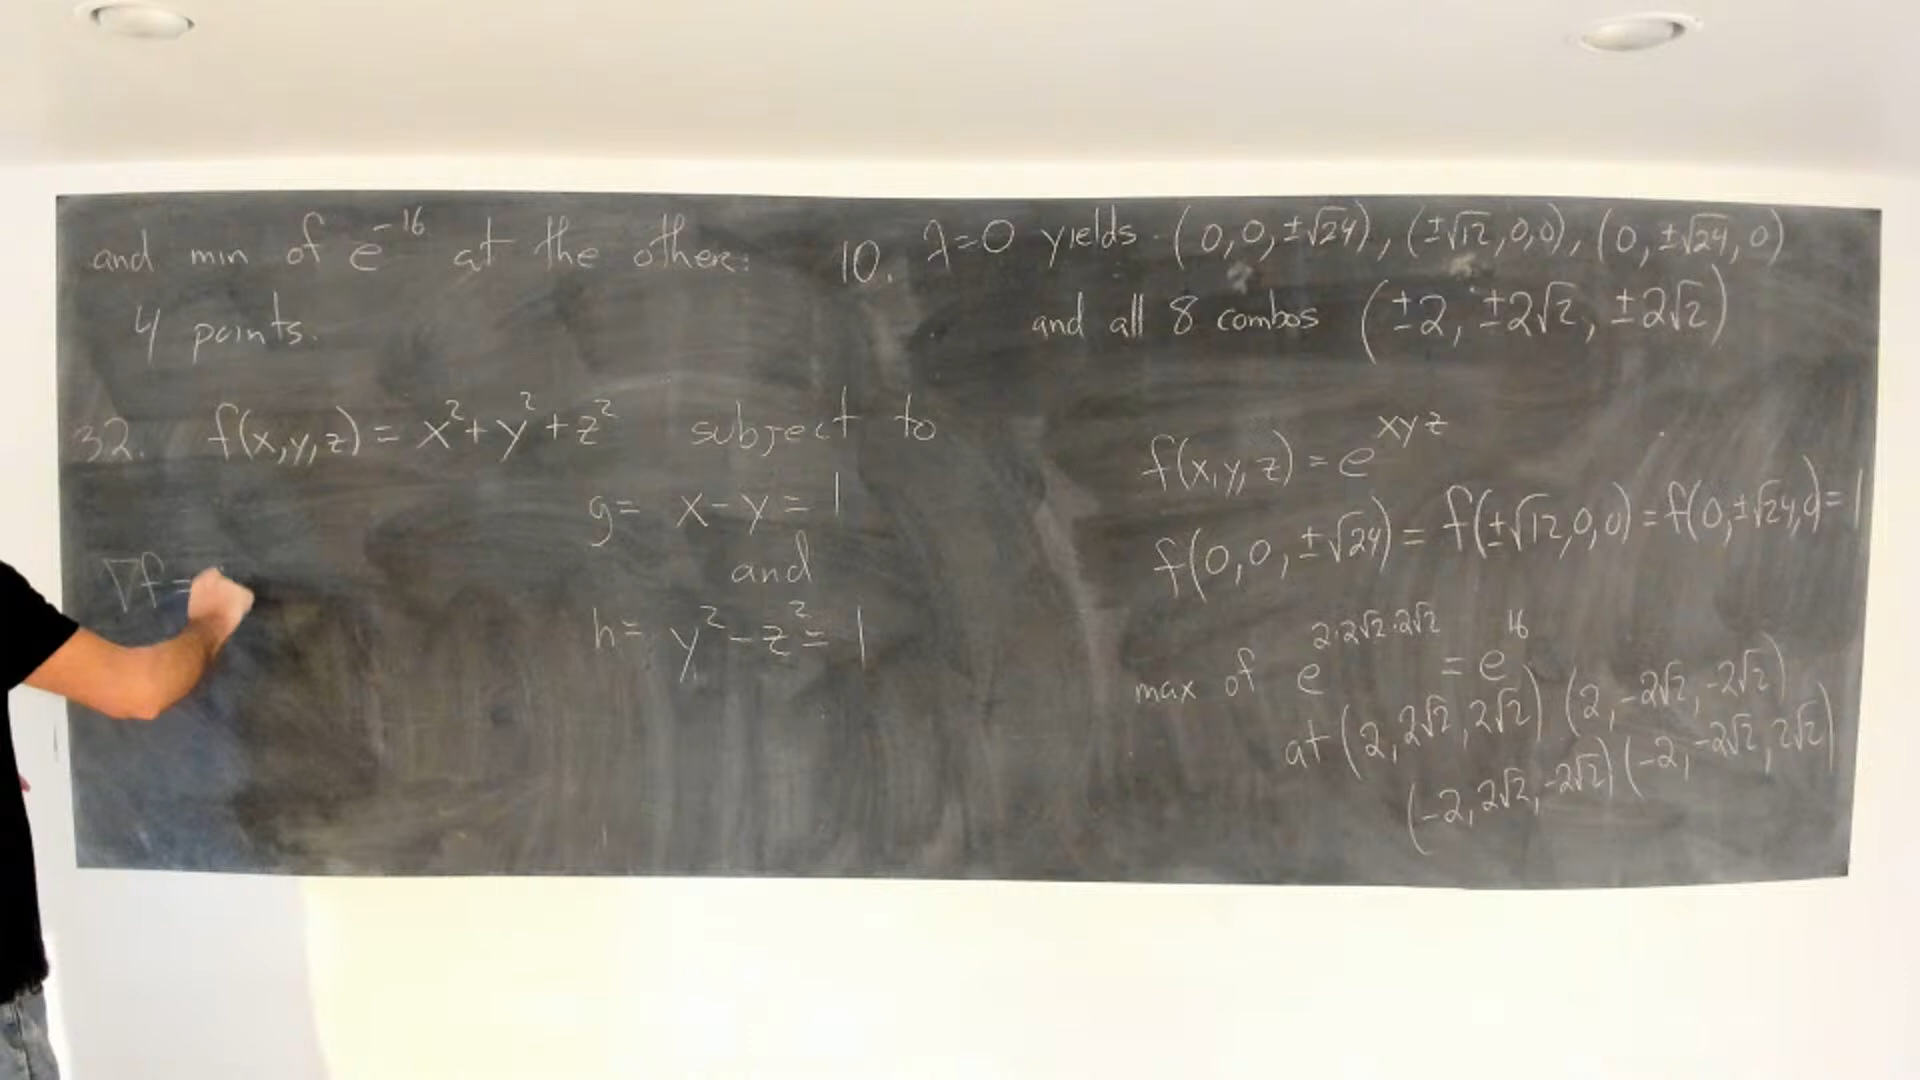 and min of e^-16 at the other:
4 points.
32. f(x,y,z) = x²+y²+z² subject to
g= x-y=1
and
h= y²-z²=1
∇f=
10. λ=0 yields (0,0,±√24), (±√12,0,0), (0,±√24,0)
and all 8 combos (±2, ±2√2, ±2√2)
f(x,y,z) = e^xyz
f(0,0,±√24) = f(±√12,0,0) = f(0,±√24,0) = 1
max of e^2·2√2·2√2 = e^16
at (2, 2√2, 2√2) (2, -2√2, -2√2)
(-2, 2√2, -2√2) (-2, -2√2, 2√2)